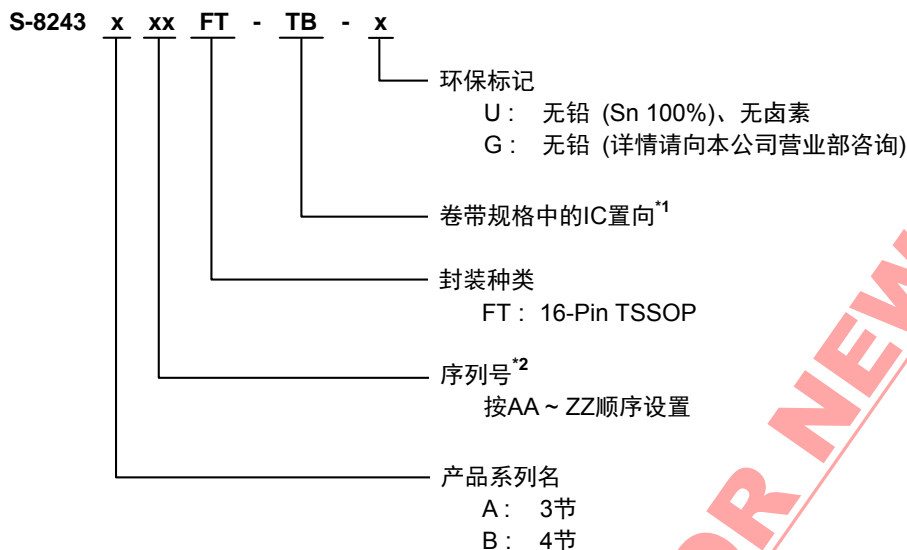 S-8243 x xx FT - TB - x
环保标记
U : 无铅 (Sn 100%)、无卤素
G : 无铅 (详情请向本公司营业部咨询)
卷带规格中的IC置向*1
封装种类
FT : 16-Pin TSSOP
序列号*2
按AA ~ ZZ顺序设置
产品系列名
A : 3节
B : 4节
OR NEW